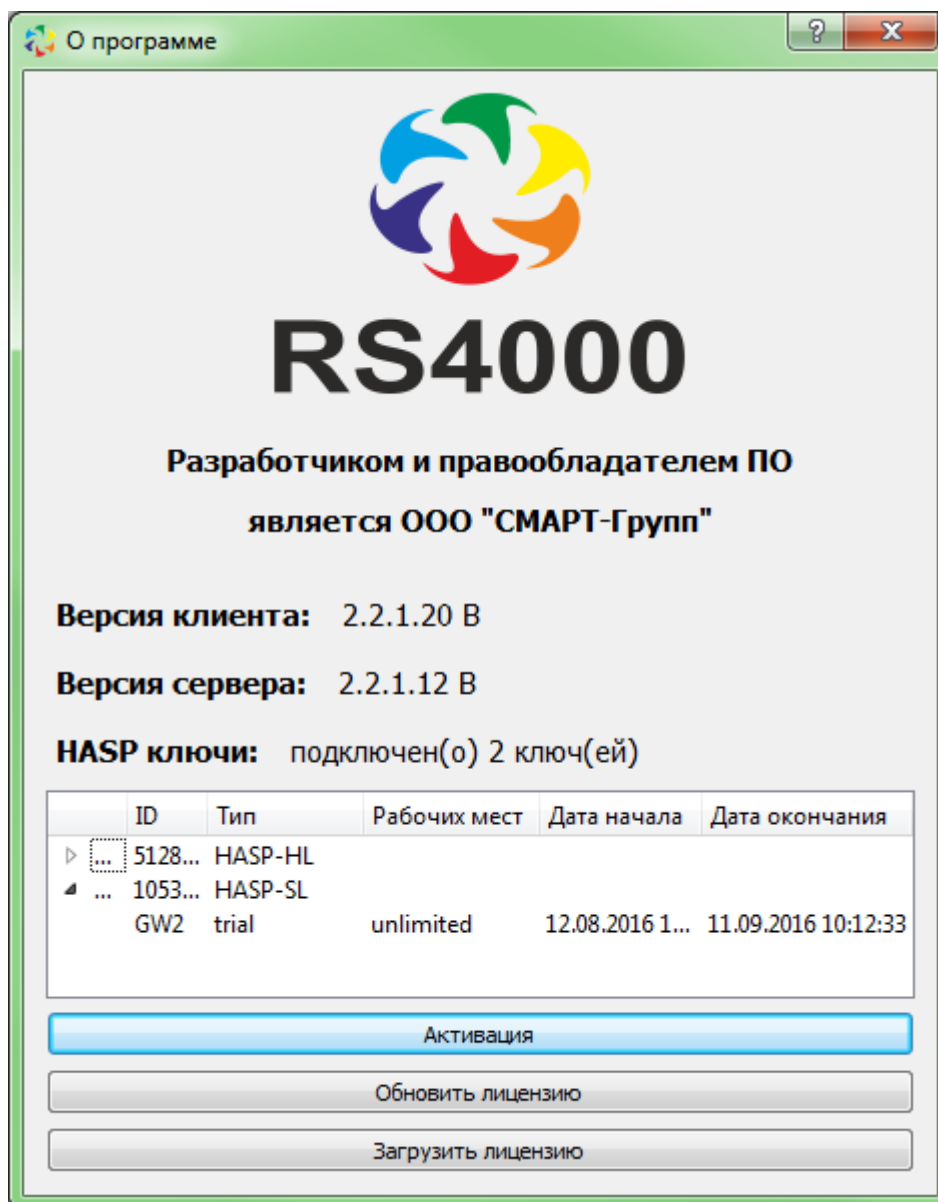 О программе
RS4000
Разработчиком и правообладателем ПО
является ООО "СМАРТ-Групп"
Версия клиента: 2.2.1.20 B
Версия сервера: 2.2.1.12 B
HASP ключи: подключен(о) 2 ключ(ей)
ID Тип Рабочих мест Дата начала Дата окончания
... 5128... HASP-HL
... 1053... HASP-SL
GW2 trial unlimited 12.08.2016 1... 11.09.2016 10:12:33
Активация
Обновить лицензию
Загрузить лицензию